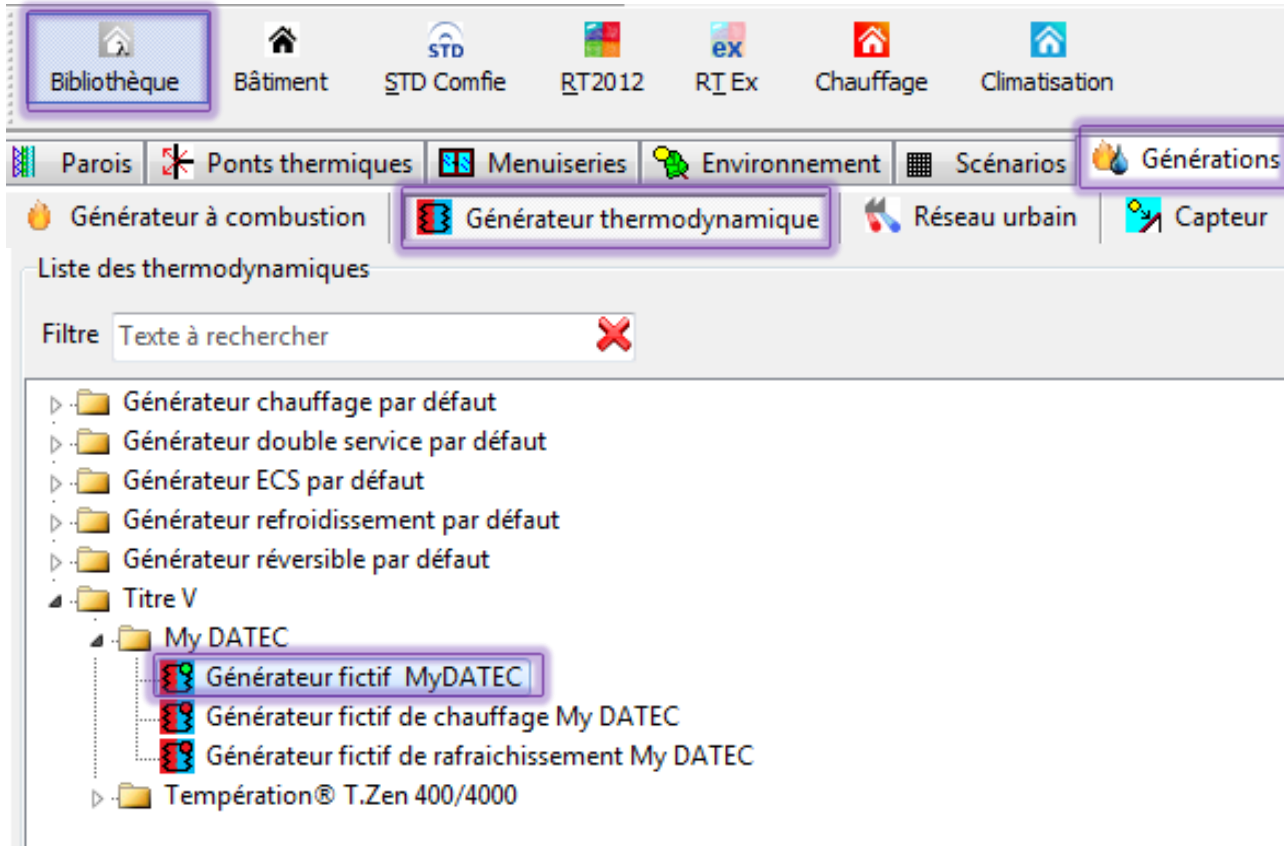 STD ex
Bibliothèque Bâtiment STD Comfie RT2012 RT Ex Chauffage Climatisation
Parois Ponts thermiques Menuiseries Environnement Scénarios Générations
Générateur à combustion Générateur thermodynamique Réseau urbain Capteur
Liste des thermodynamiques
Filtre Texte à rechercher
Générateur chauffage par défaut
Générateur double service par défaut
Générateur ECS par défaut
Générateur refroidissement par défaut
Générateur réversible par défaut
Titre V
My DATEC
Générateur fictif MyDATEC
Générateur fictif de chauffage My DATEC
Générateur fictif de rafraichissement My DATEC
Températion® T.Zen 400/4000